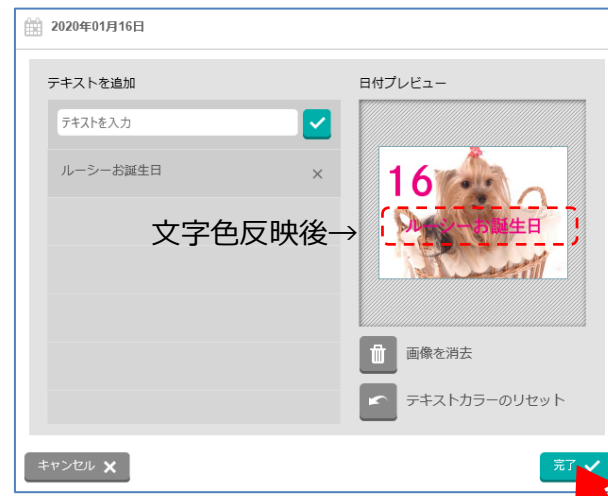 2020年01月16日
テキストを追加
日付プレビュー
テキストを入力
ルーシーお誕生日
16
ルーシーお誕生日
文字色反映後→
画像を消去
テキストカラーのリセット
キャンセル
完了